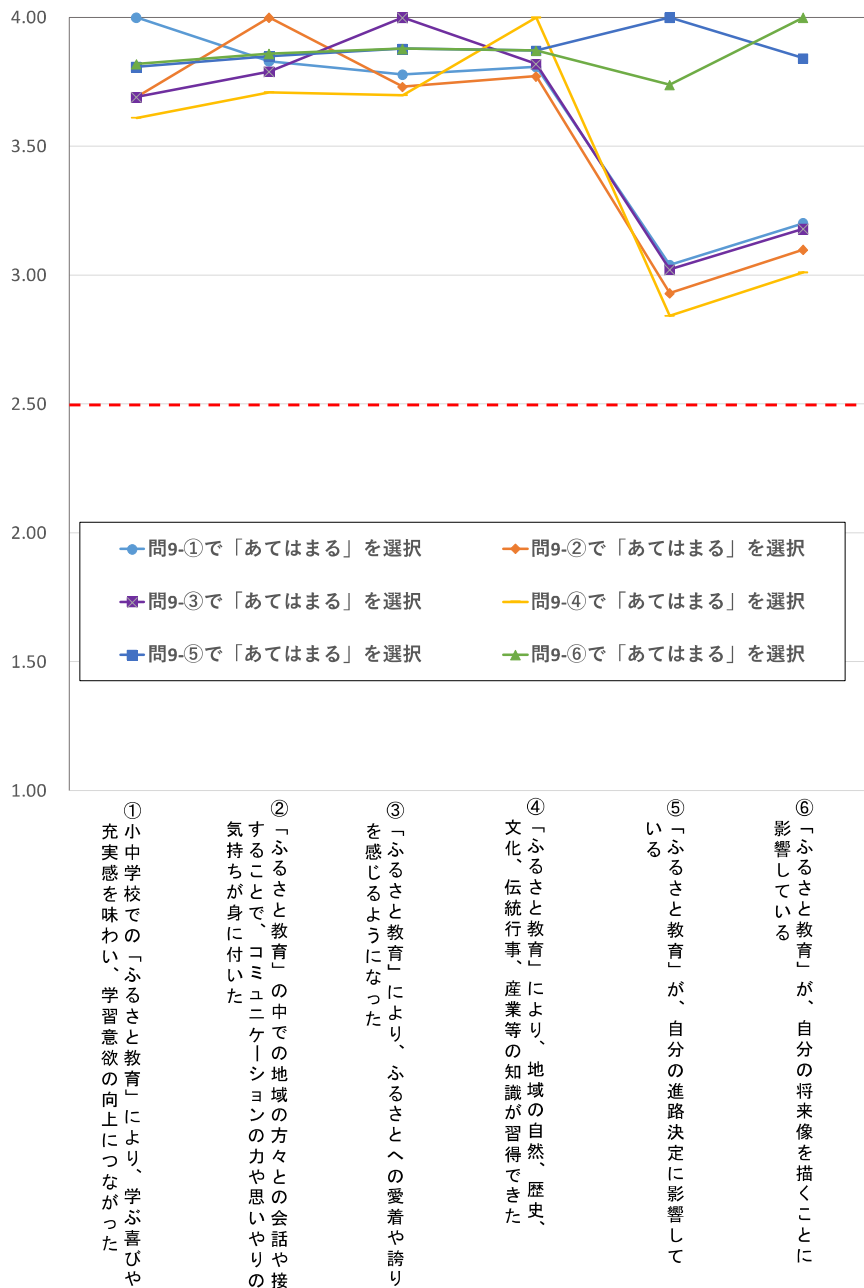 4.00
3.50
3.00
2.50
2.00
1.50
1.00
問9-①で「あてはまる」を選択
問9-②で「あてはまる」を選択
問9-③で「あてはまる」を選択
問9-④で「あてはまる」を選択
問9-⑤で「あてはまる」を選択
問9-⑥で「あてはまる」を選択
①小中学校での「ふるさと教育」により、学ぶ喜びや
充実感を味わい、学習意欲の向上につながった
②「ふるさと教育」の中での地域の方々との会話や接
することで、コミュニケーションの力や思いやりの
気持ちが身に付いた
③「ふるさと教育」により、ふるさとへの愛着や誇り
を感じるようになった
④「ふるさと教育」により、地域の自然、歴史、
文化、伝統行事、産業等の知識が習得できた
⑤「ふるさと教育」が、自分の進路決定に影響して
いる
⑥「ふるさと教育」が、自分の将来像を描くことに
影響している